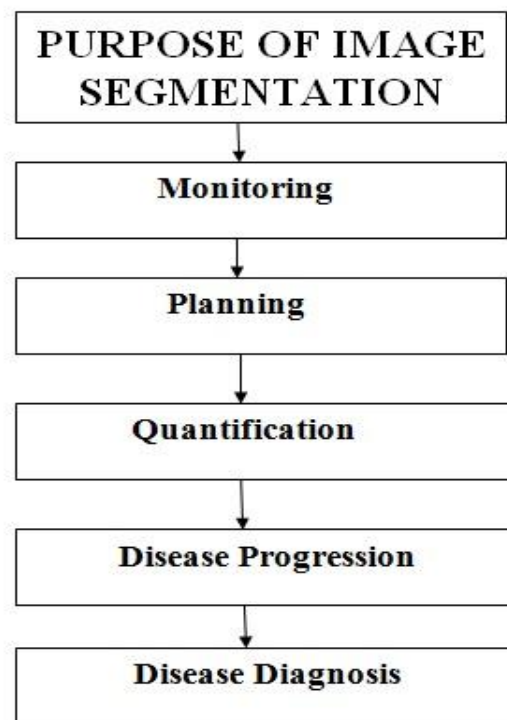 PURPOSE OF IMAGE
SEGMENTATION
Monitoring
Planning
Quantification
Disease Progression
Disease Diagnosis